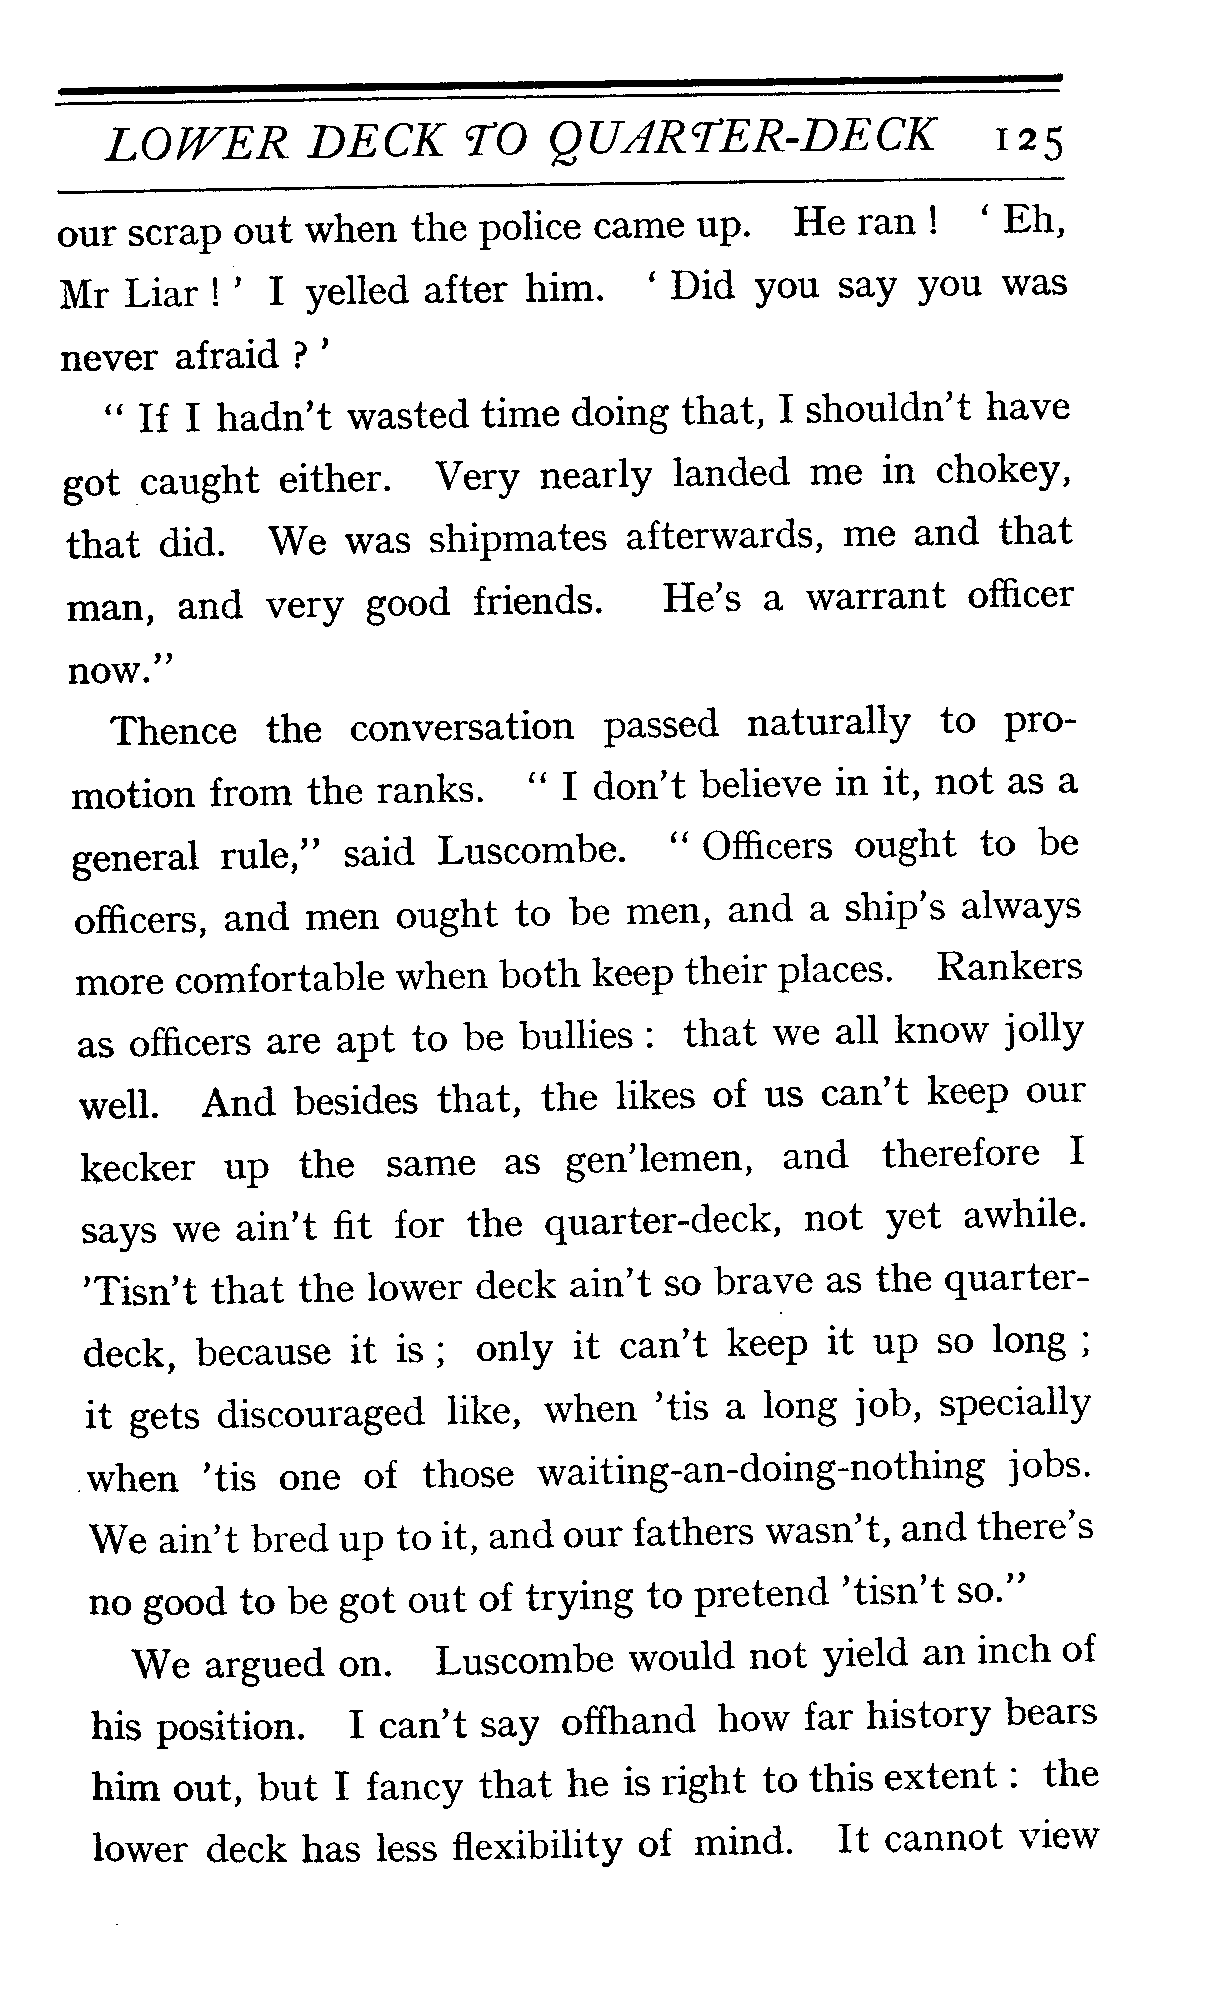 LOWER DECK TO QUARTER-DECK 125
our scrap out when the police came up. He ran ! ‘ Eh,
Mr Liar ! ’ I yelled after him. ‘ Did you say you was
never afraid ? ’
“ If I hadn’t wasted time doing that, I shouldn’t have
got caught either. Very nearly landed me in chokey,
that did. We was shipmates afterwards, me and that
man, and very good friends. He’s a warrant officer
now.”
Thence the conversation passed naturally to pro-
motion from the ranks. “ I don’t believe in it, not as a
general rule,” said Luscombe. “ Officers ought to be
officers, and men ought to be men, and a ship’s always
more comfortable when both keep their places. Rankers
as officers are apt to be bullies : that we all know jolly
well. And besides that, the likes of us can’t keep our
kecker up the same as gen’lemen, and therefore I
says we ain’t fit for the quarter-deck, not yet awhile.
’Tisn’t that the lower deck ain’t so brave as the quarter-
deck, because it is ; only it can’t keep it up so long ;
it gets discouraged like, when ’tis a long job, specially
when ’tis one of those waiting-an-doing-nothing jobs.
We ain’t bred up to it, and our fathers wasn’t, and there’s
no good to be got out of trying to pretend ’tisn’t so.”
We argued on. Luscombe would not yield an inch of
his position. I can’t say offhand how far history bears
him out, but I fancy that he is right to this extent : the
lower deck has less flexibility of mind. It cannot view